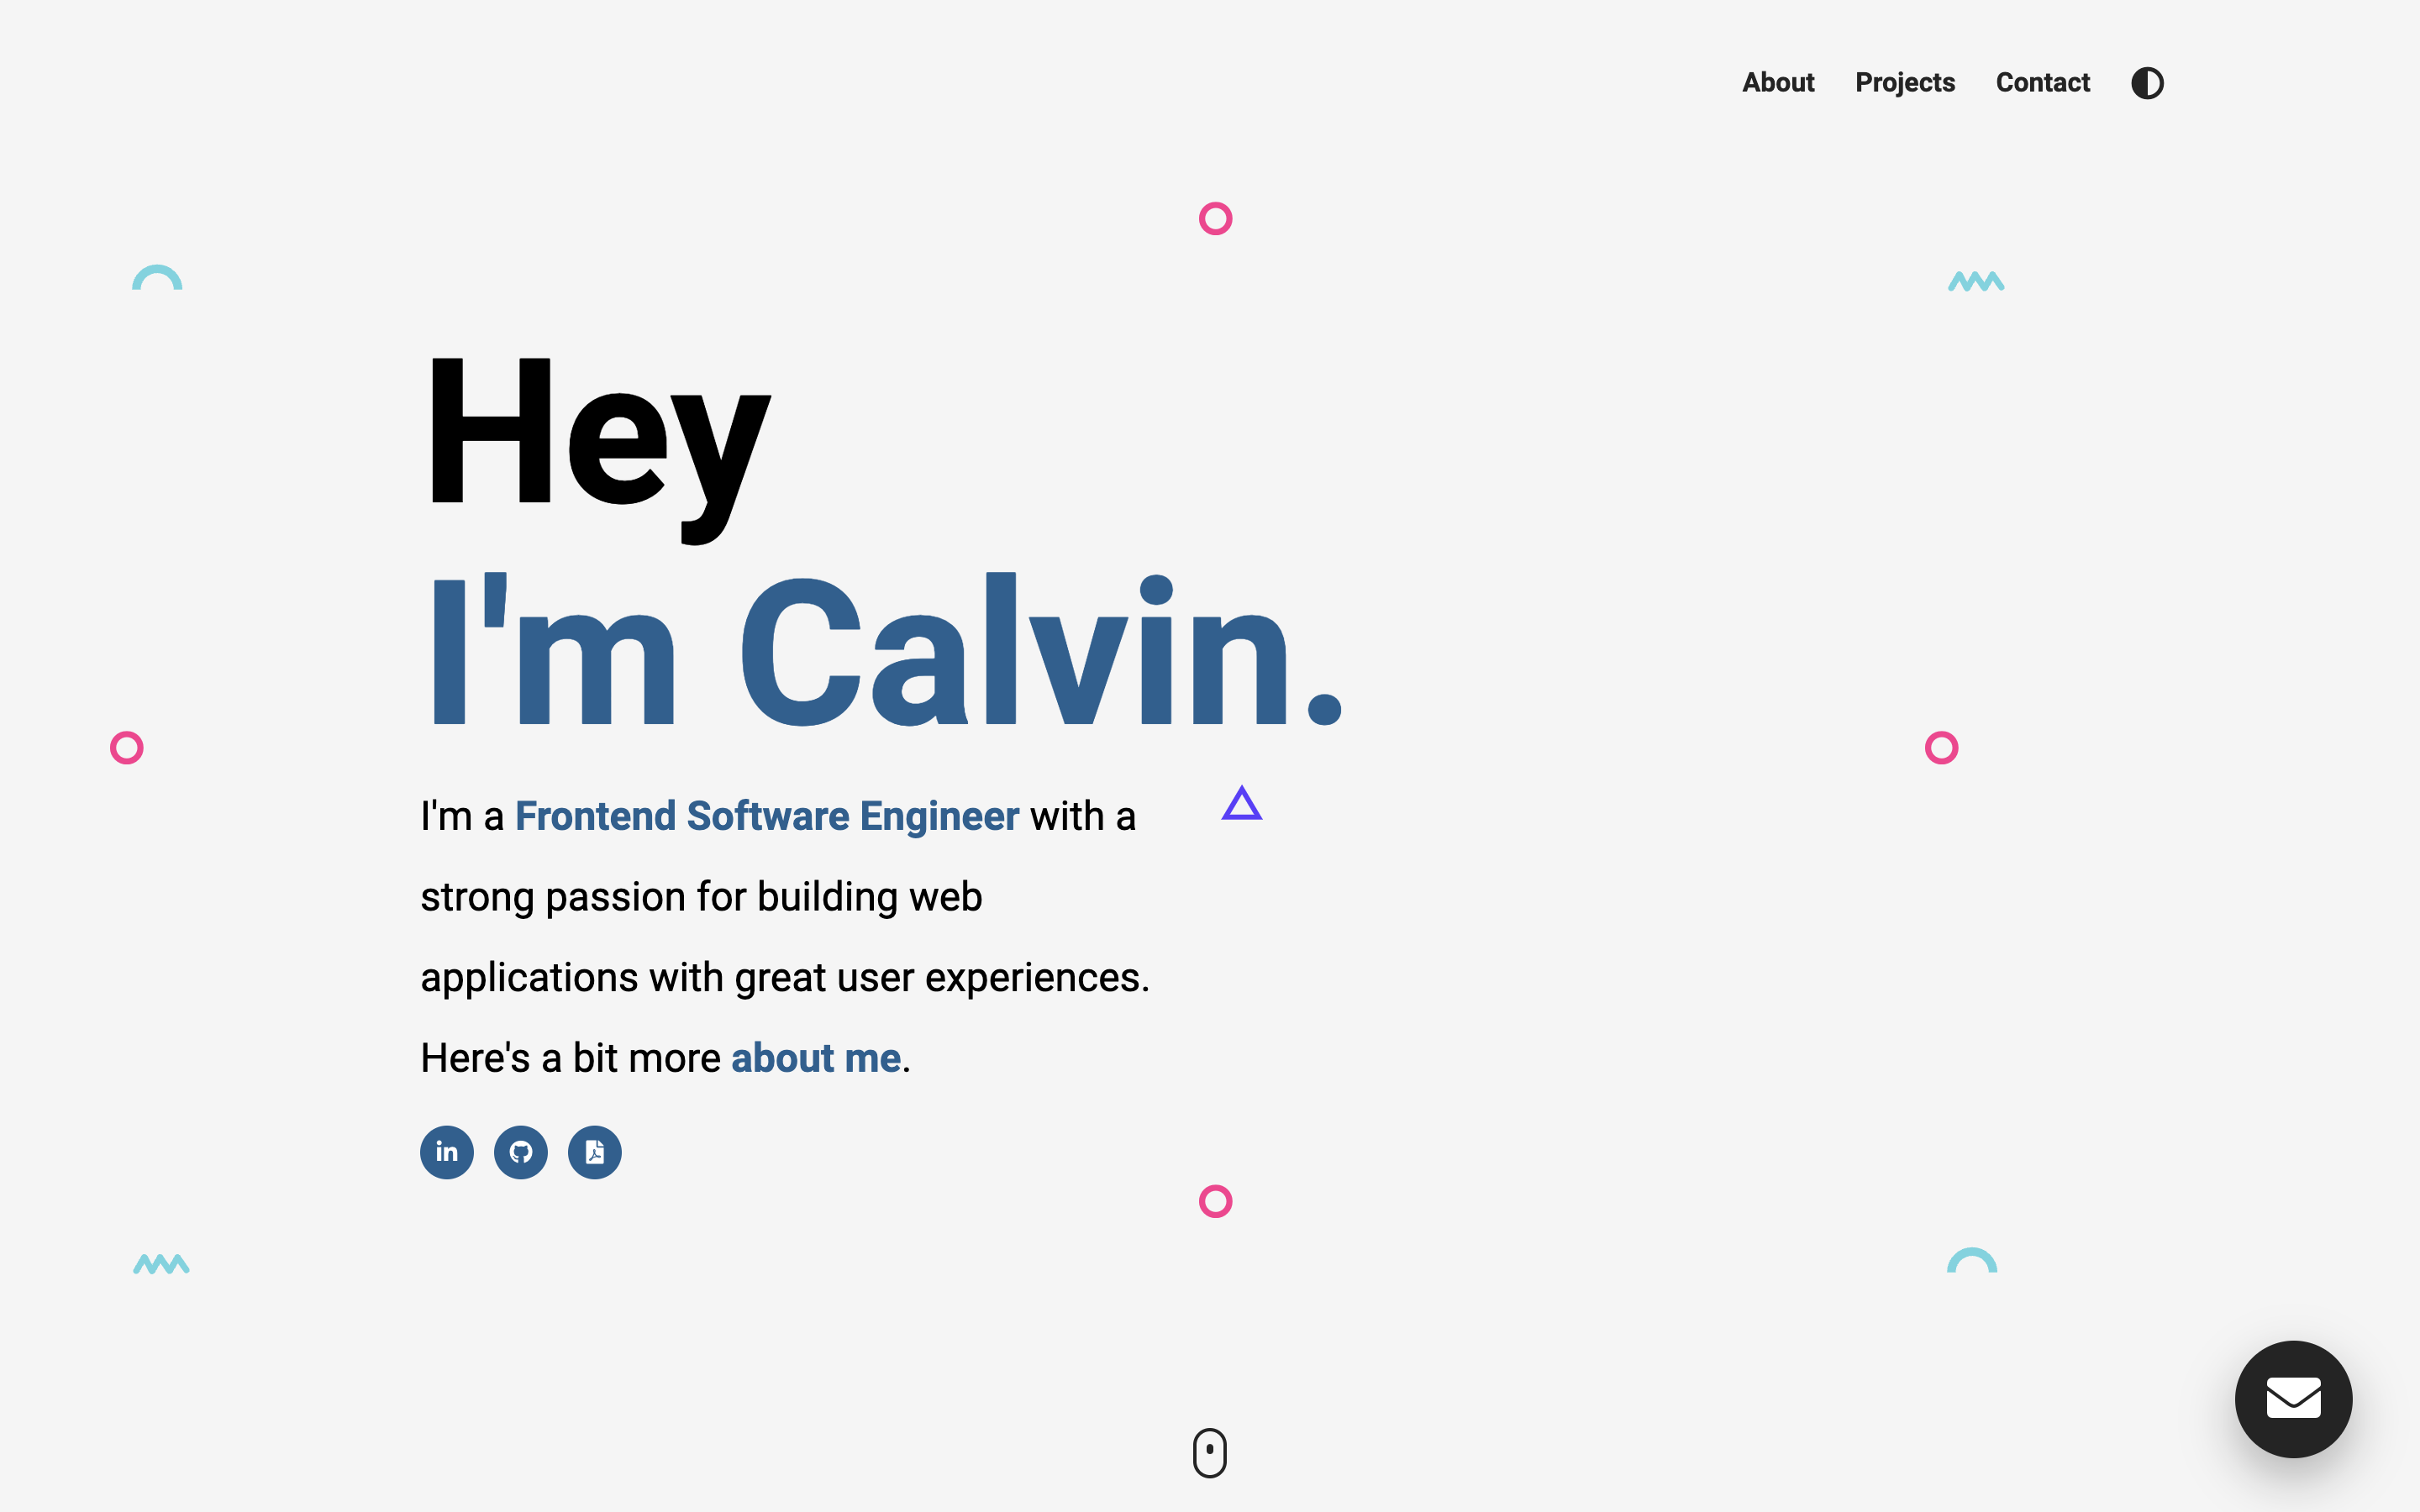 About Projects Contact
Hey
I'm Calvin.
I'm a Frontend Software Engineer with a
strong passion for building web
applications with great user experiences.
Here's a bit more about me.
in